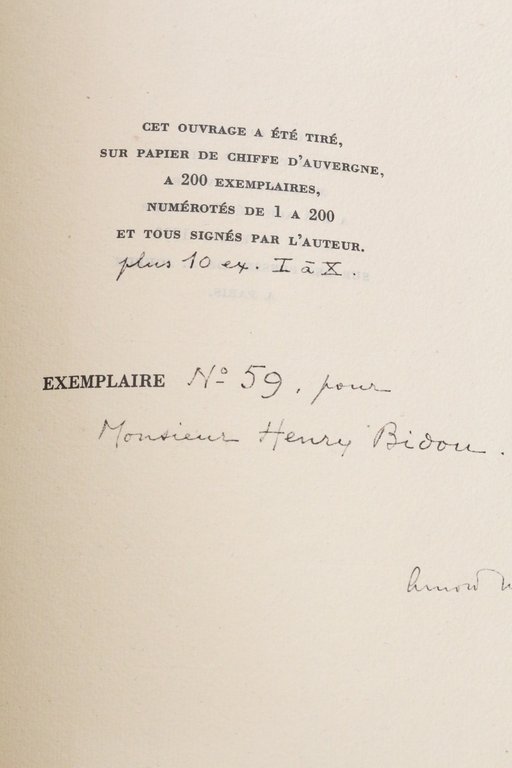 CET OUVRAGE A ÉTÉ TIRÉ,
SUR PAPIER DE CHIFFE D'AUVERGNE,
A 200 EXEMPLAIRES,
NUMÉROTÉS DE 1 A 200
ET TOUS SIGNÉS PAR L'AUTEUR.
plus 10 ex. I à X.
EXEMPLAIRE Nº 59, pour
Monsieur Henry Bidou.